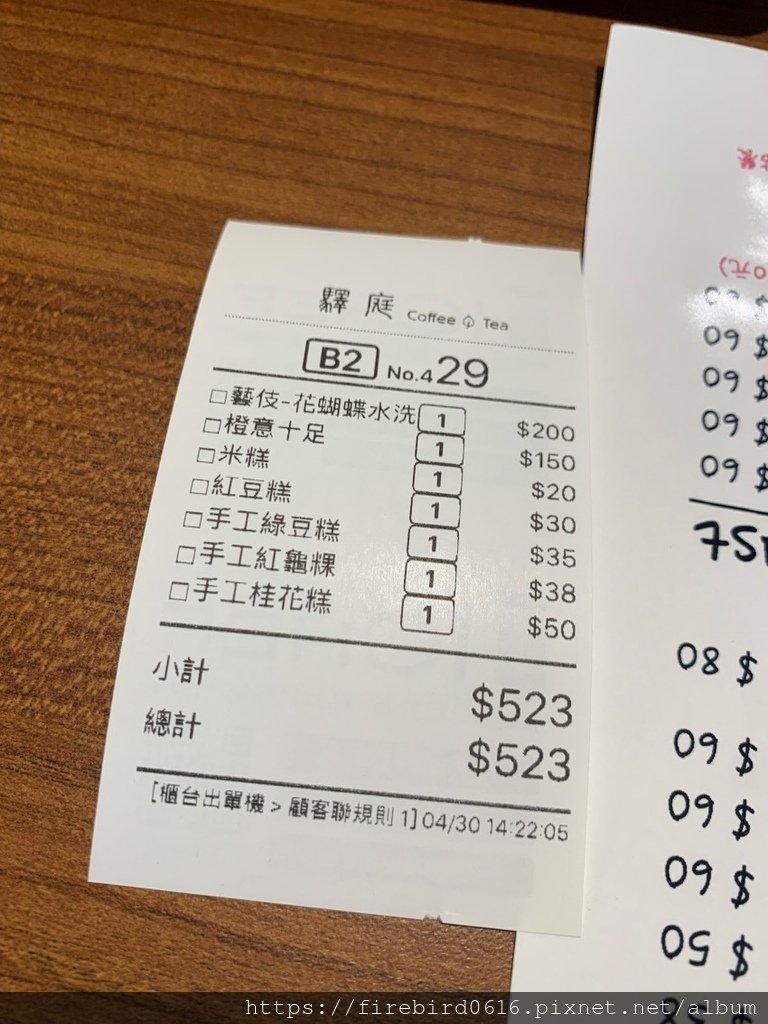 驛庭 Coffee Tea
B2 No.429
□藝伎-花蝴蝶水洗 1 $200
□橙意十足 1 $150
□米糕 1 $20
□紅豆糕 1 $30
□手工綠豆糕 1 $35
□手工紅龜粿 1 $38
□手工桂花糕 1 $50
小計 $523
總計 $523
[櫃台出單機 > 顧客聯規則 1] 04/30 14:22:05
$ 60
$ 60
$ 60
$ 60
$ 80
$ 60
$ 60
$ 60
$ 50
https://firebird0616.pixnet.net/album